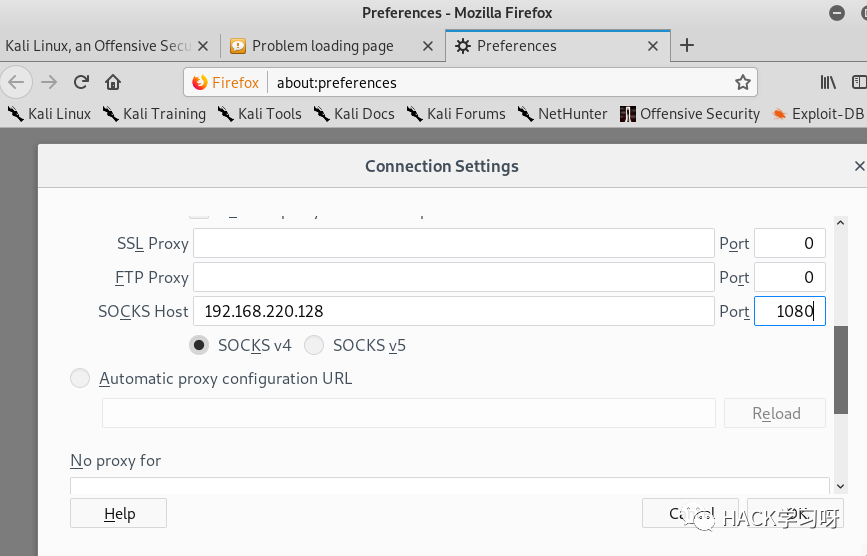 Preferences - Mozilla Firefox
Kali Linux, an Offensive Secu
Problem loading page
Preferences
Firefox about:preferences
Kali Linux Kali Training Kali Tools Kali Docs Kali Forums NetHunter Offensive Security Exploit-DB
Connection Settings
SSL Proxy Port 0
FTP Proxy Port 0
SOCKS Host 192.168.220.128 Port 1080
SOCKS v4 SOCKS v5
Automatic proxy configuration URL
Reload
No proxy for
Help Cancel OK
HACK学习呀